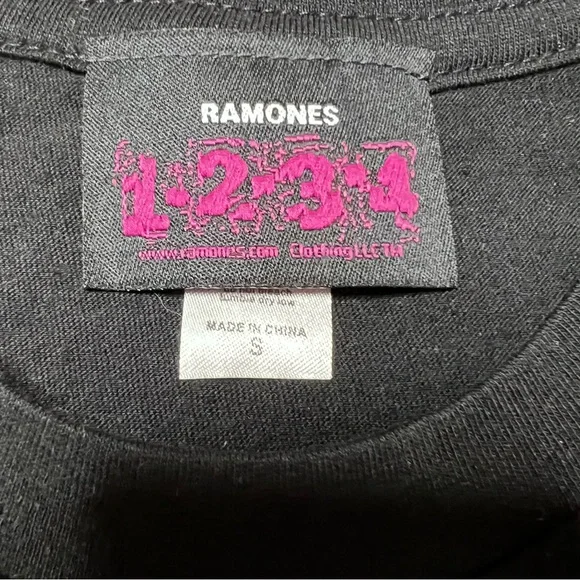 RAMONES
1-2-3-4
www.ramones.com Clothing LLC TM
tumble dry low
MADE IN CHINA
S